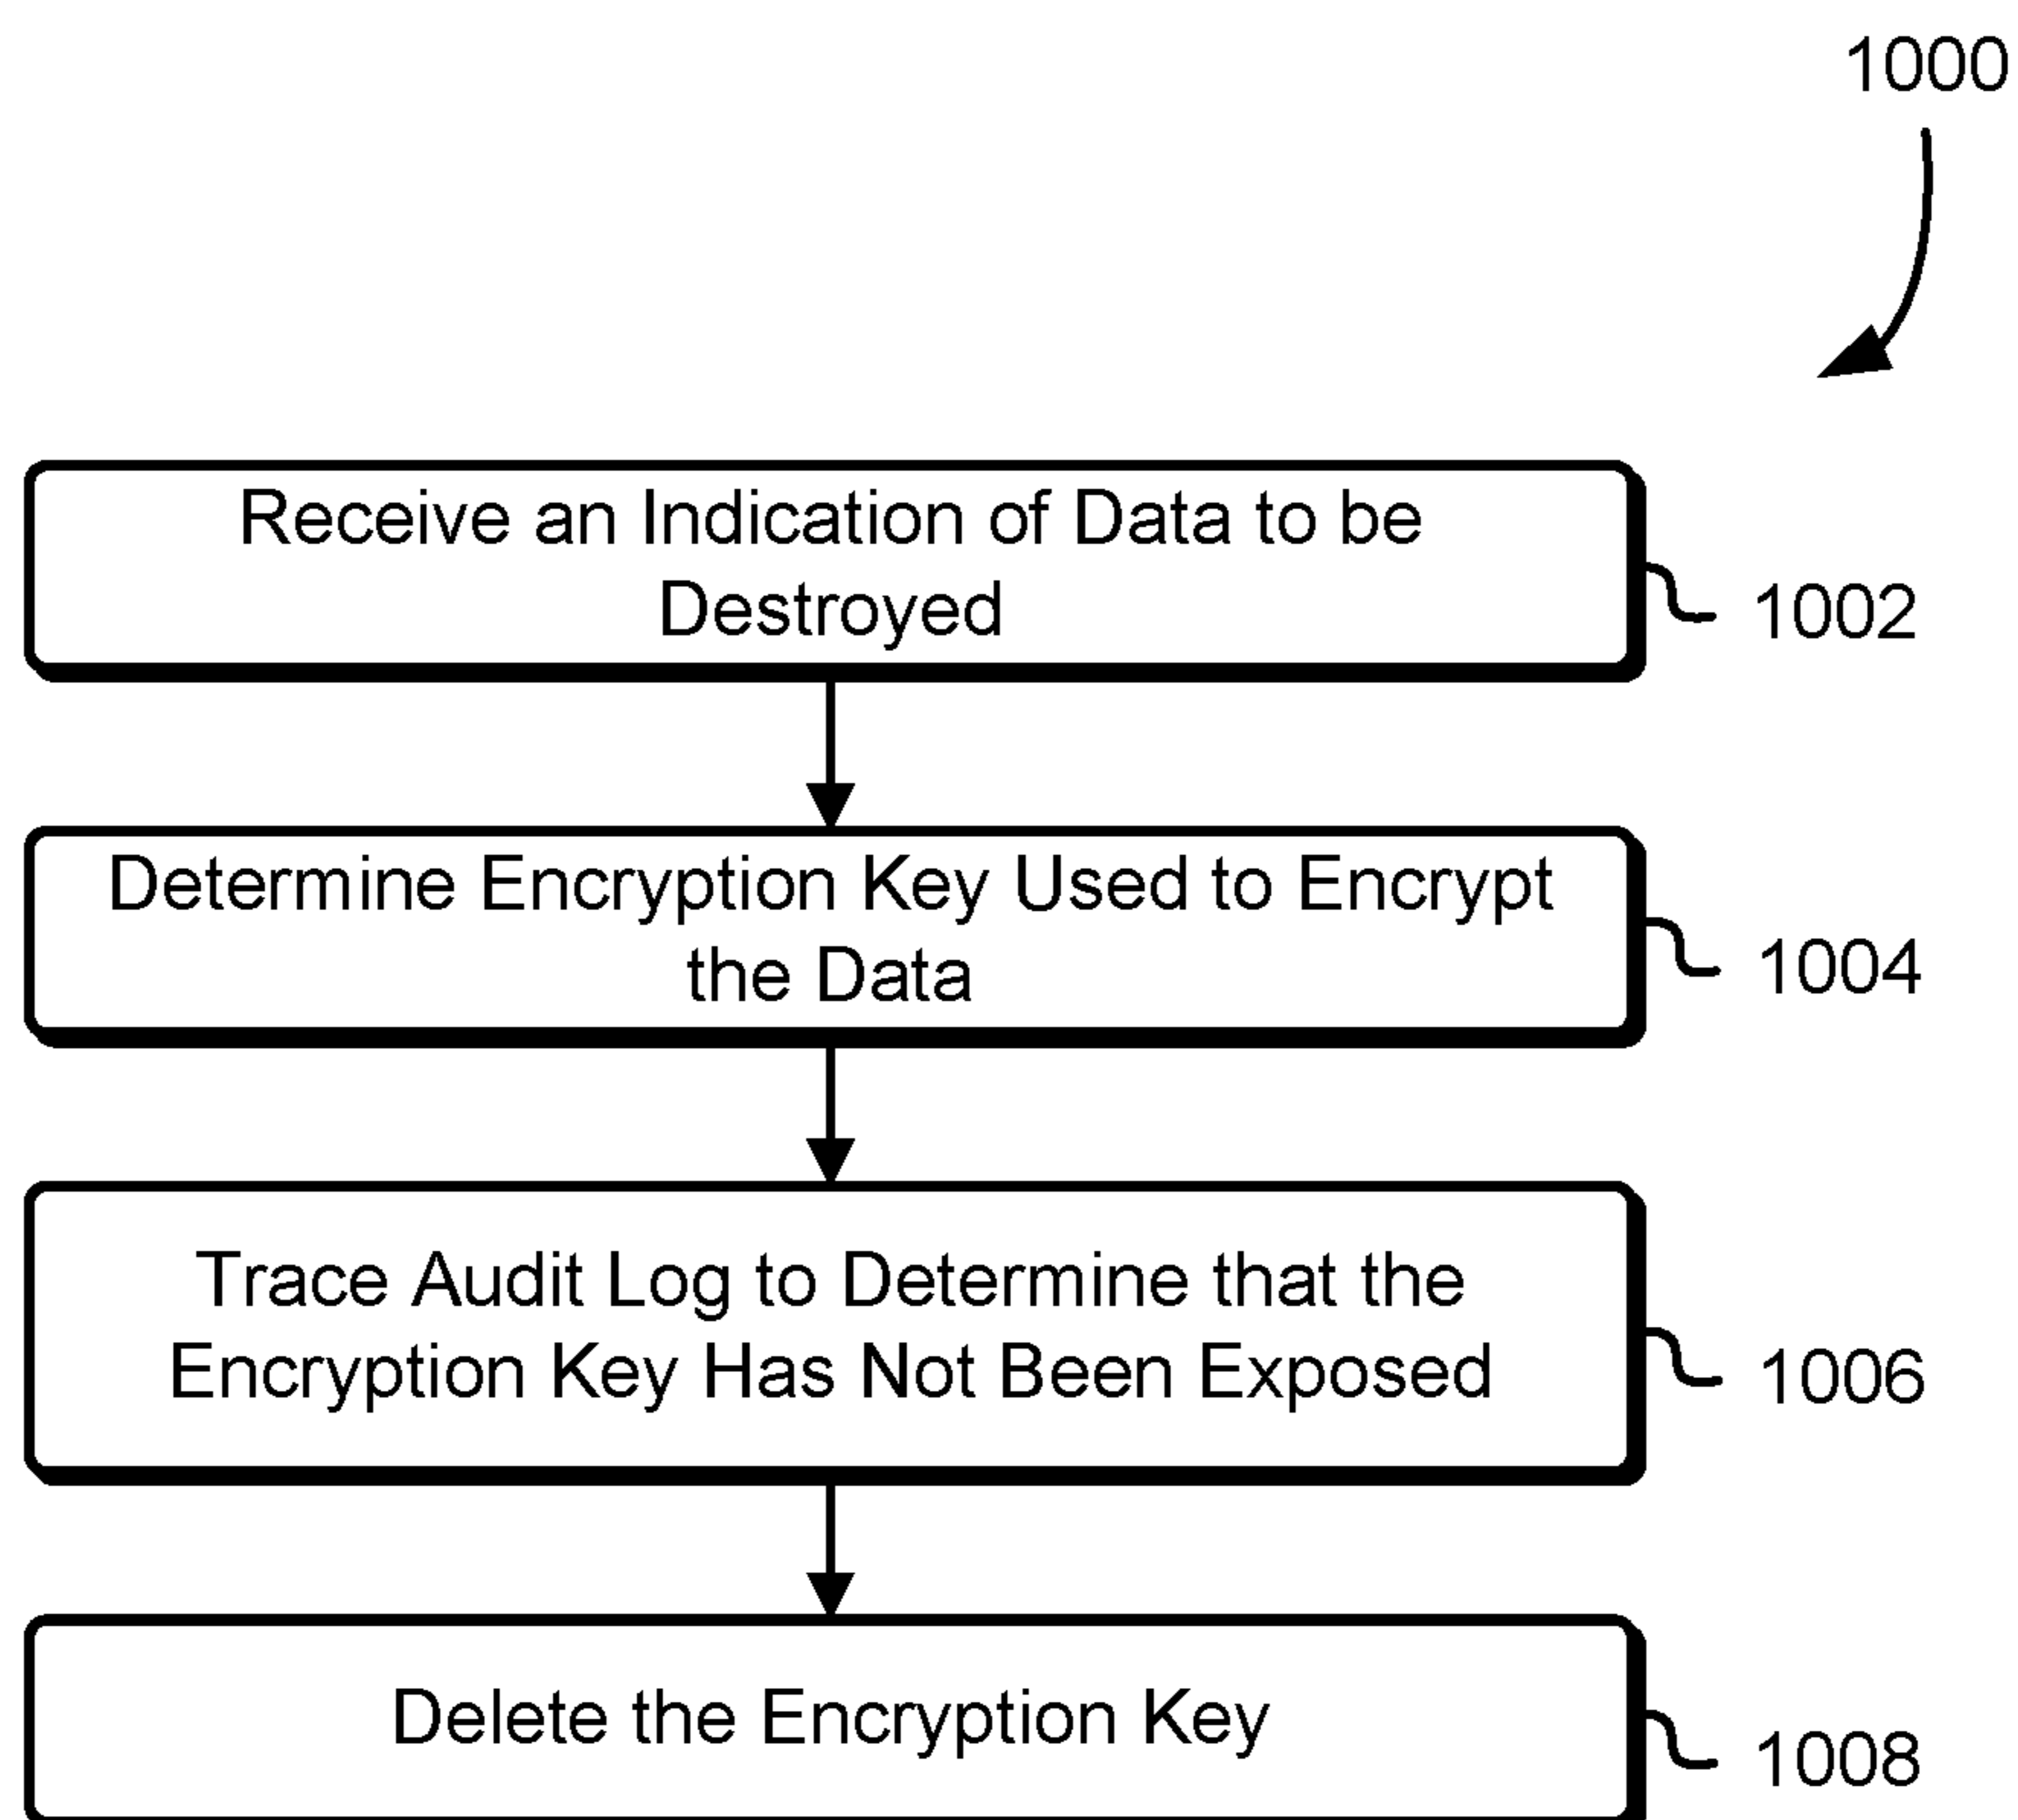 1000
Receive an Indication of Data to be
Destroyed
1002
Determine Encryption Key Used to Encrypt
the Data
1004
Trace Audit Log to Determine that the
Encryption Key Has Not Been Exposed
1006
Delete the Encryption Key
1008